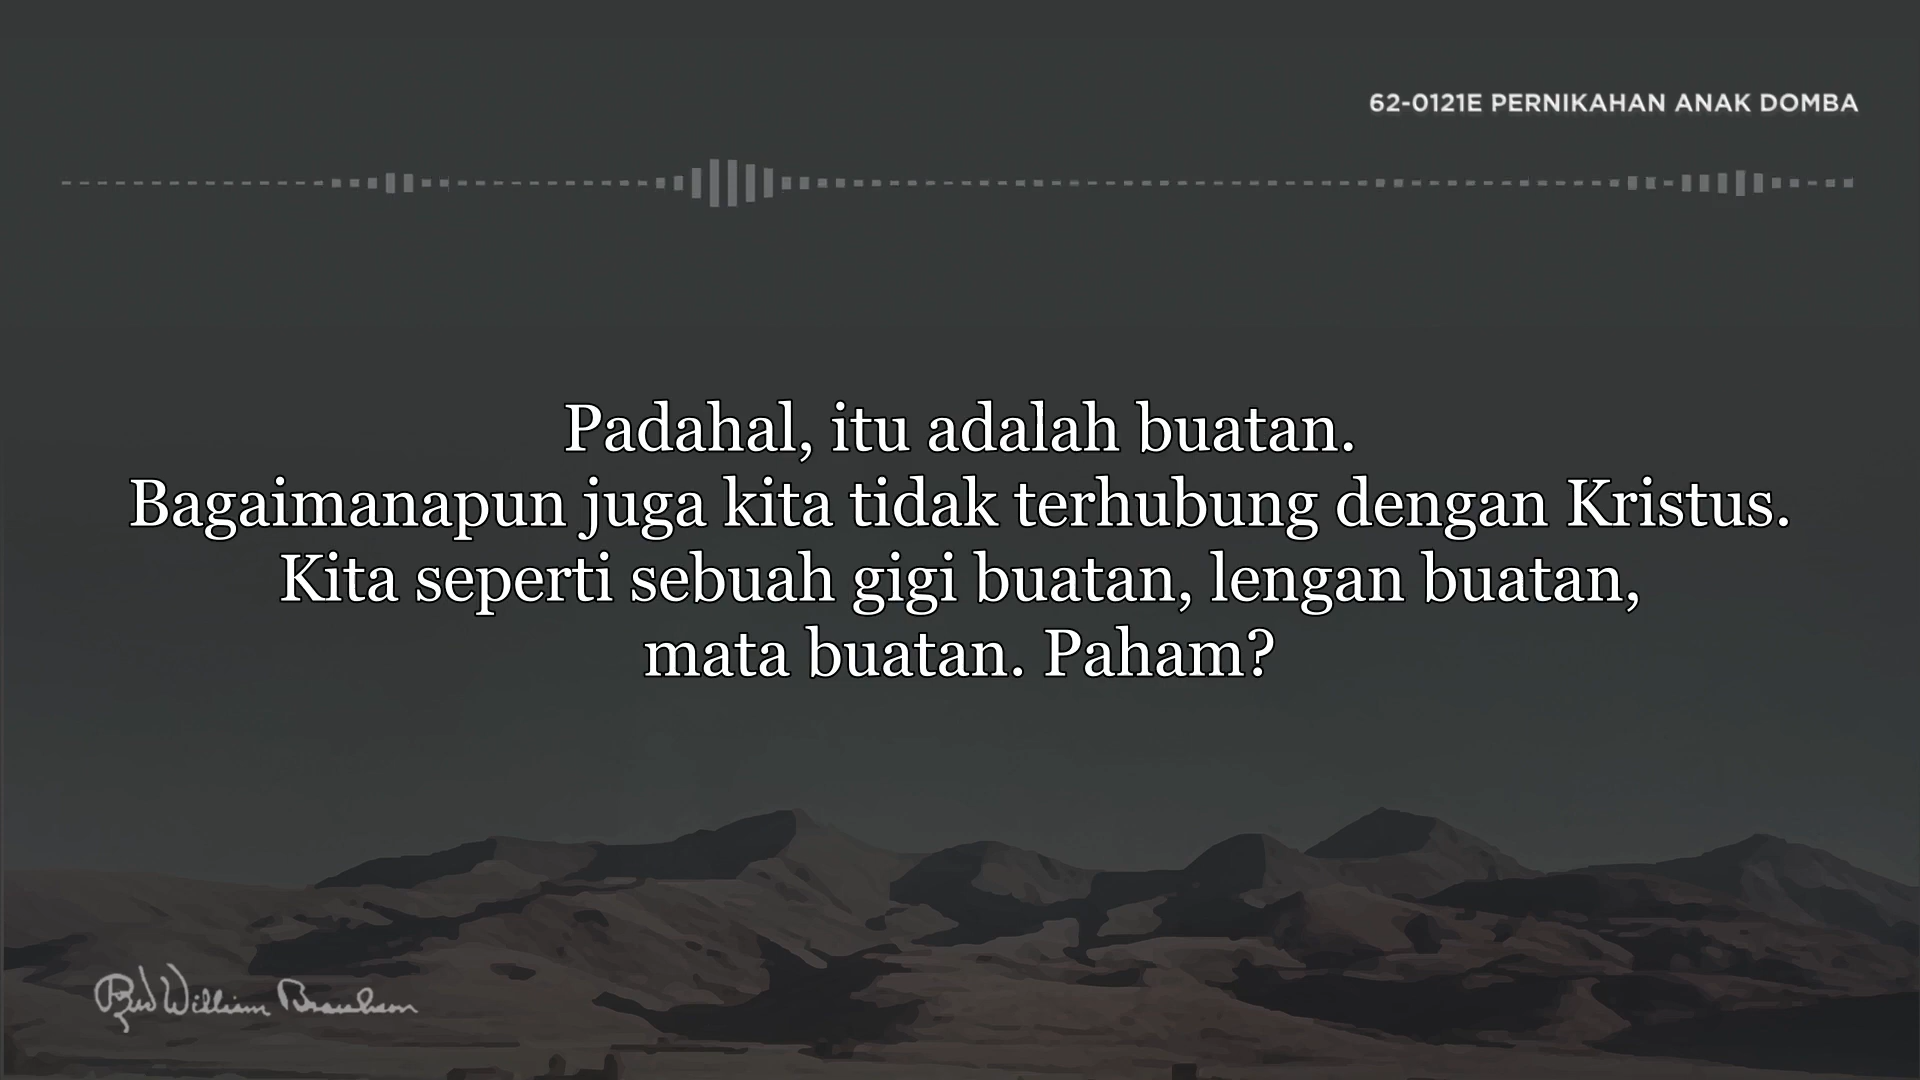 62-0121E PERNIKAHAN ANAK DOMBA
Padahal, itu adalah buatan.
Bagaimanapun juga kita tidak terhubung dengan Kristus.
Kita seperti sebuah gigi buatan, lengan buatan,
mata buatan. Paham?
Rev William Branham